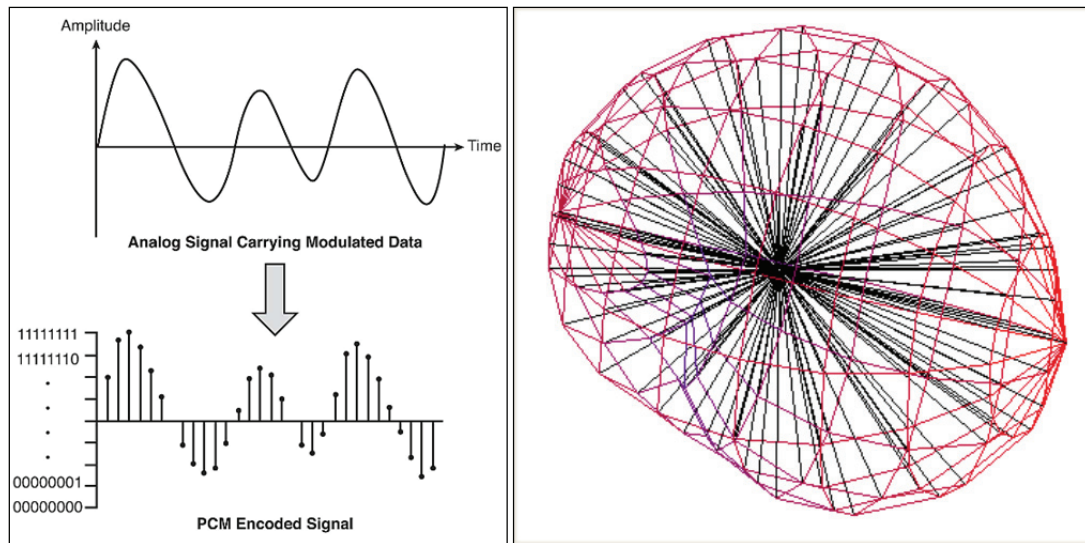 Amplitude
Time
Analog Signal Carrying Modulated Data
11111111
11111110
00000001
00000000
PCM Encoded Signal